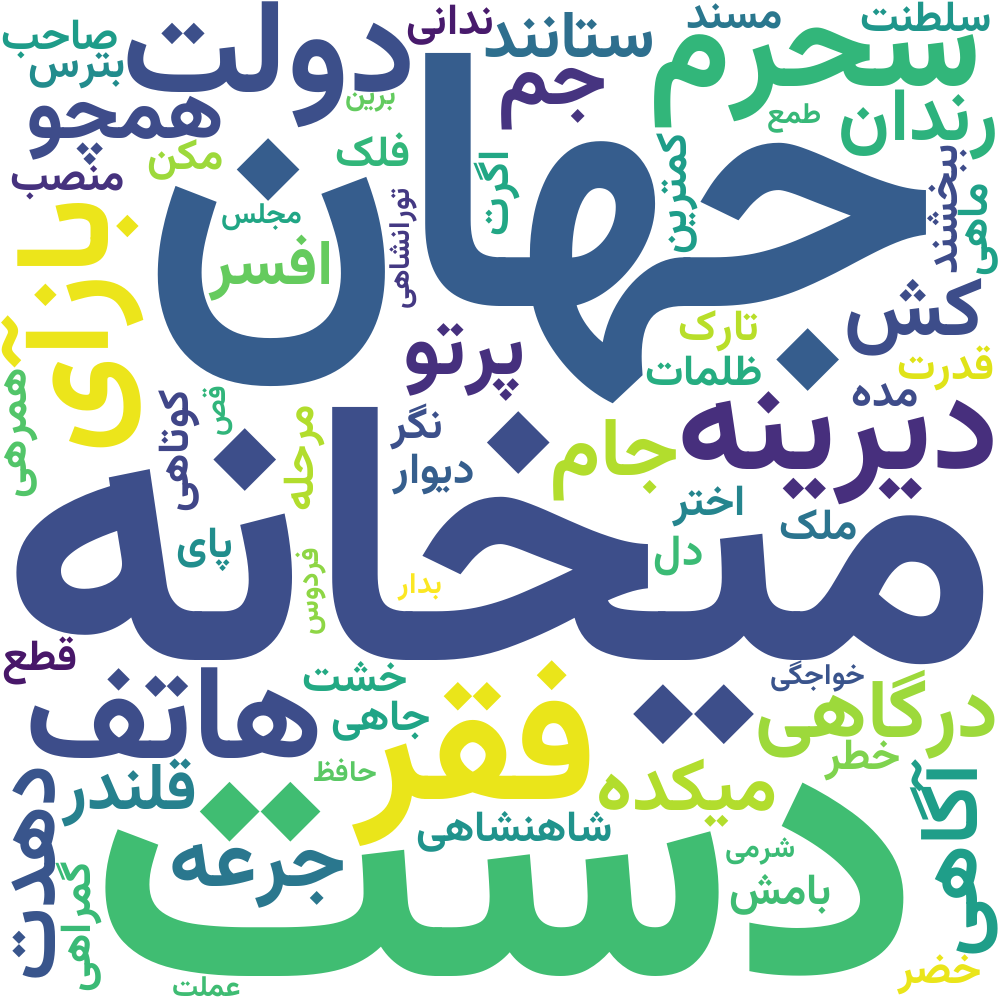 سلطنت
مسند
ندانی
دولت
صاحب
ستانند
سحرم
بترس
جم
همچو
برین
طمع
رندان
جهان
فلک
مکن
منصب
اگرت
کمترین
ببخشند
ماهی
مجلس
تورانشاهی
افسر
بازآی
کش
تارک
پرتو
ظلمات
قدرت
مده
دیرینه
همرهی
کوتاهی
قص
مرحله
نگر
دیوار
جام
اختر
ملک
میخانه
پای
دل
فردوس
بدار
قطع
خشت
خواجگی
هاتف
جاهی
فقر
درگاهی
خطر
حافظ
قلندر
میکده
آگاهی
دهدت
شاهنشاهی
جرعه
شرمی
بامش
دست
گمراهی
خضر
عملت